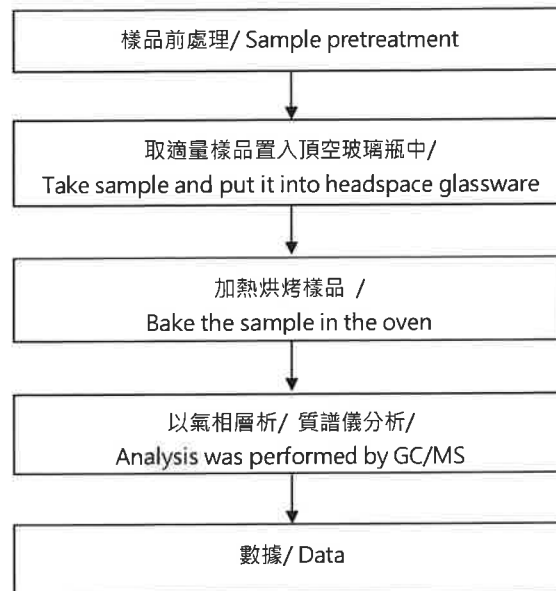 樣品前處理/ Sample pretreatment
取適量樣品置入頂空玻璃瓶中/
Take sample and put it into headspace glassware
加熱烘烤樣品 /
Bake the sample in the oven
以氣相層析/ 質譜儀分析/
Analysis was performed by GC/MS
數據/ Data